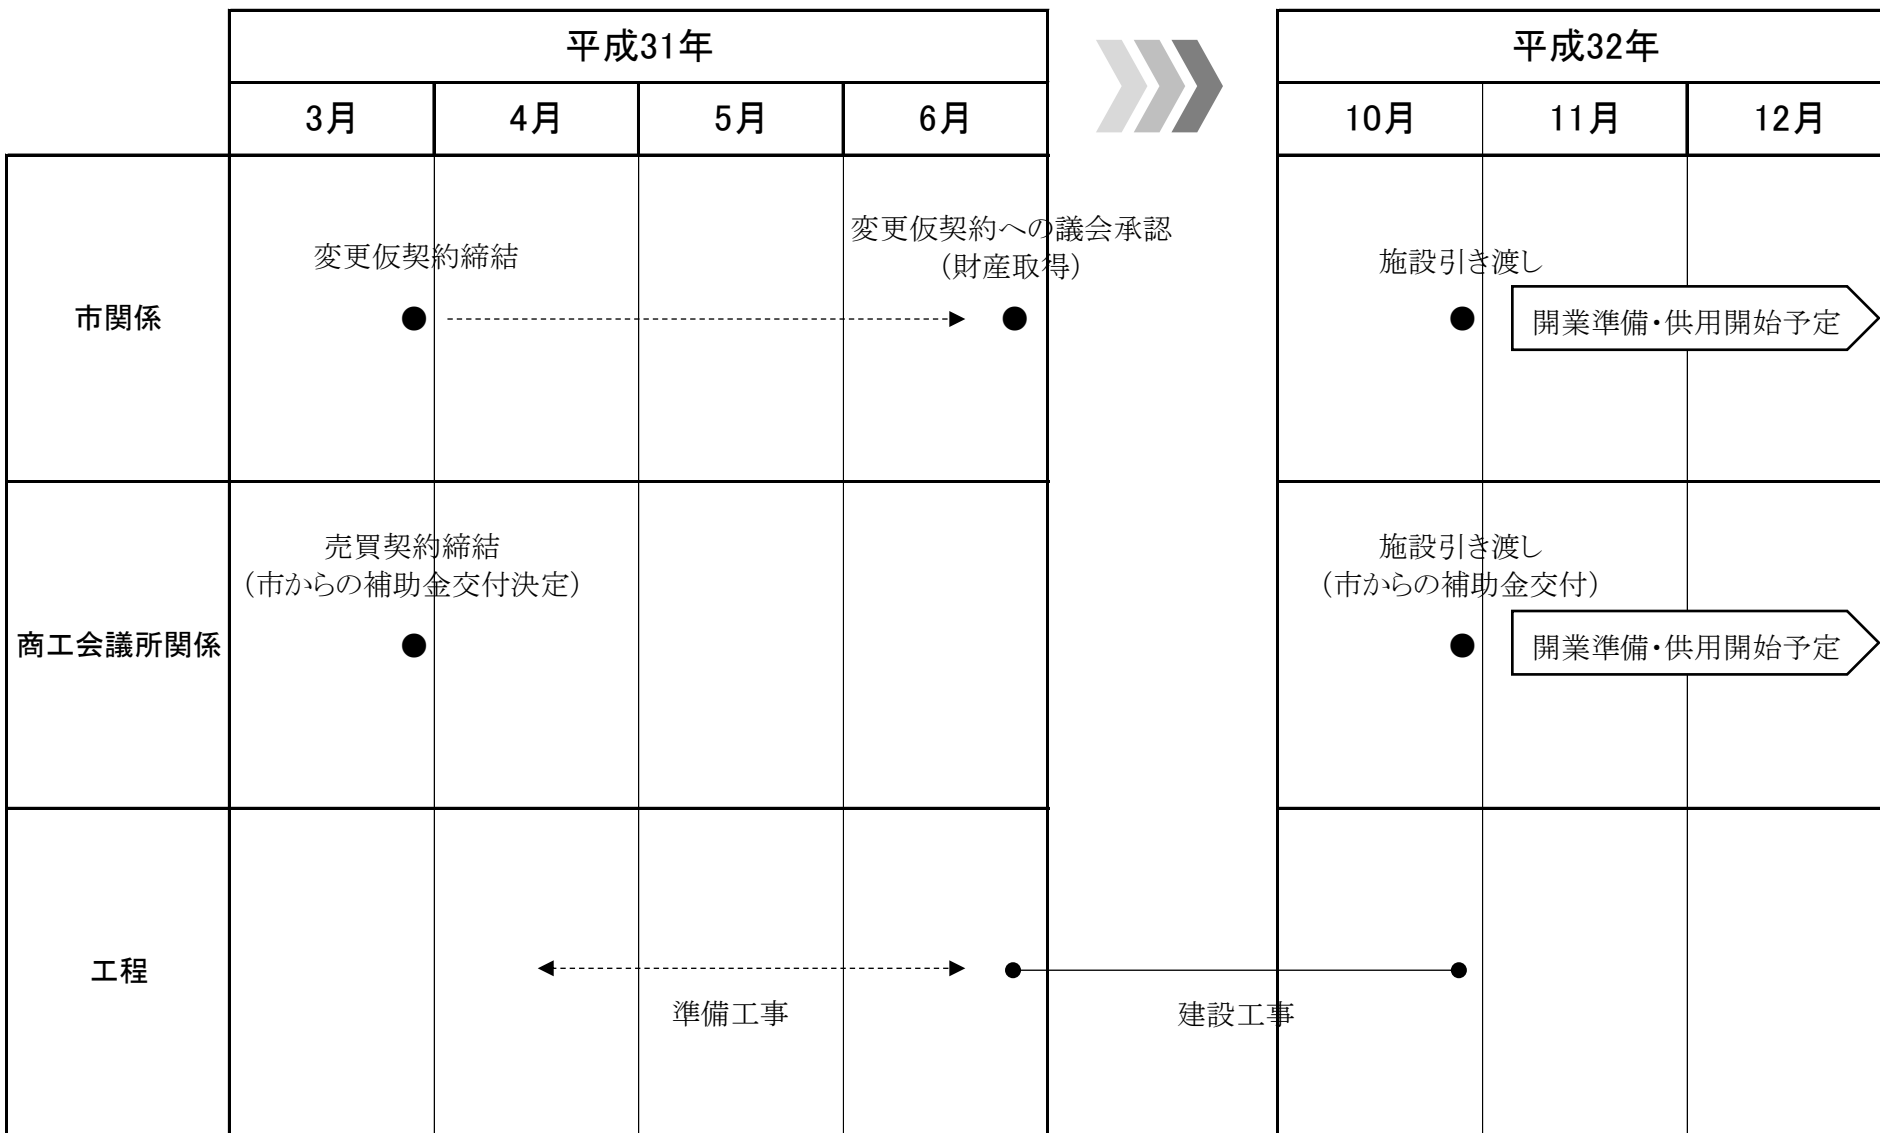 平成31年
平成32年
3月
4月
5月
6月
10月
11月
12月
市関係
変更仮契約締結
変更仮契約への議会承認
（財産取得）
施設引き渡し
開業準備・供用開始予定
商工会議所関係
売買契約締結
（市からの補助金交付決定）
施設引き渡し
（市からの補助金交付）
開業準備・供用開始予定
工程
準備工事
建設工事